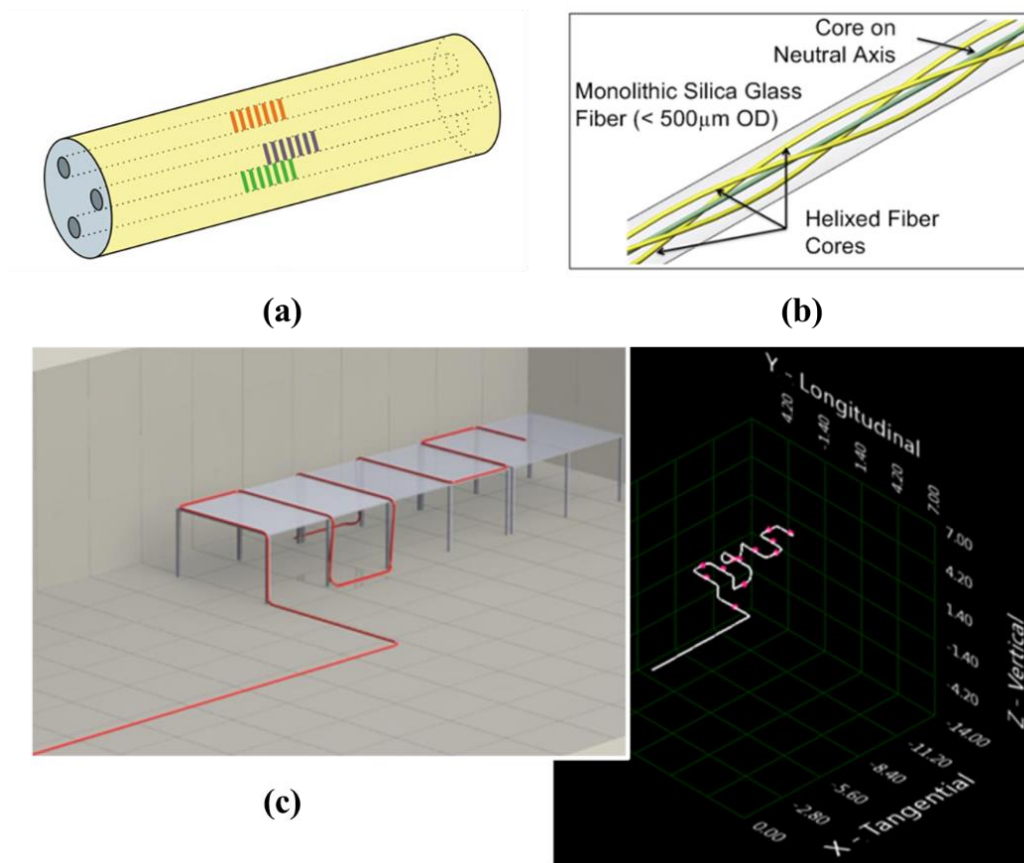 Core on
Neutral Axis
Monolithic Silica Glass
Fiber (< 500μm OD)
Helixed Fiber
Cores
(a)
(b)
Y - Longitudinal
4.20
-1.40
1.40
4.20
7.00
7.00
4.20
1.40
-1.40
-4.20
Z - Vertical
-14.00
-11.20
-8.40
-5.60
-2.80
0.00
X - Tangential
(c)